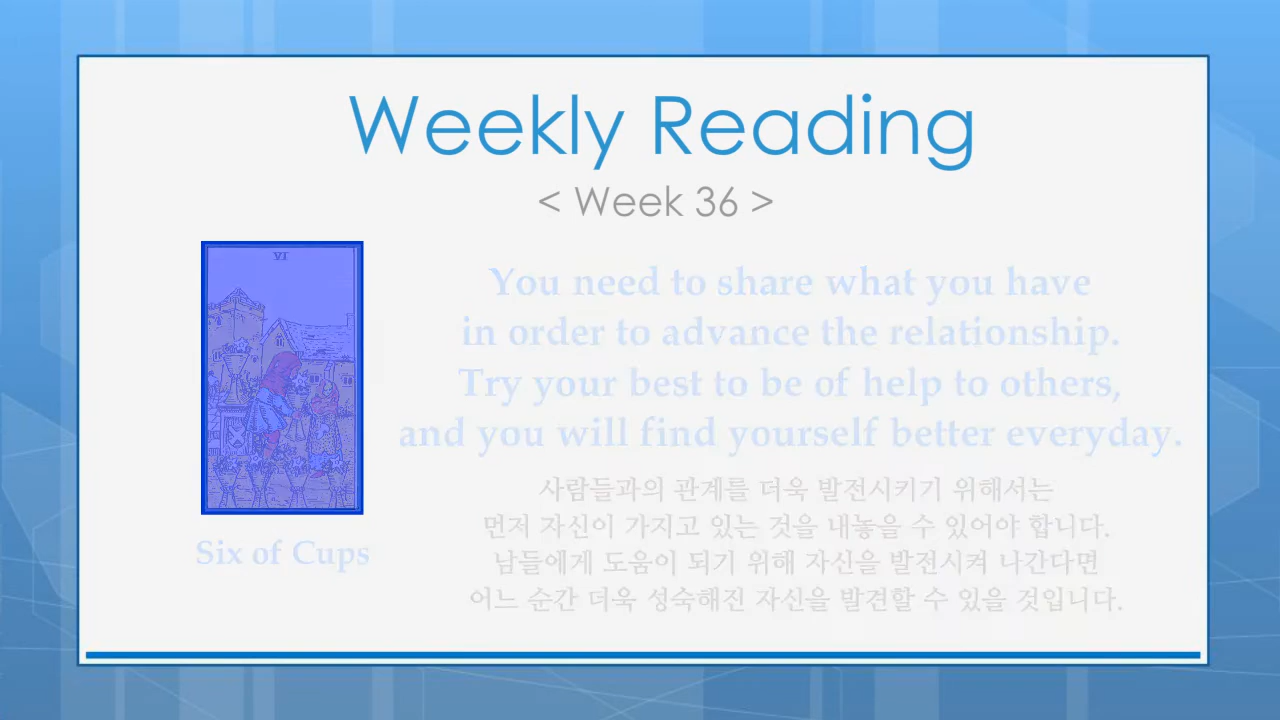 Weekly Reading
< Week 36 >
VI
You need to share what you have
in order to advance the relationship.
Try your best to be of help to others,
and you will find yourself better everyday.
사람들과의 관계를 더욱 발전시키기 위해서는
먼저 자신이 가지고 있는 것을 내놓을 수 있어야 합니다.
남들에게 도움이 되기 위해 자신을 발전시켜 나간다면
어느 순간 더욱 성숙해진 자신을 발견할 수 있을 것입니다.
Six of Cups